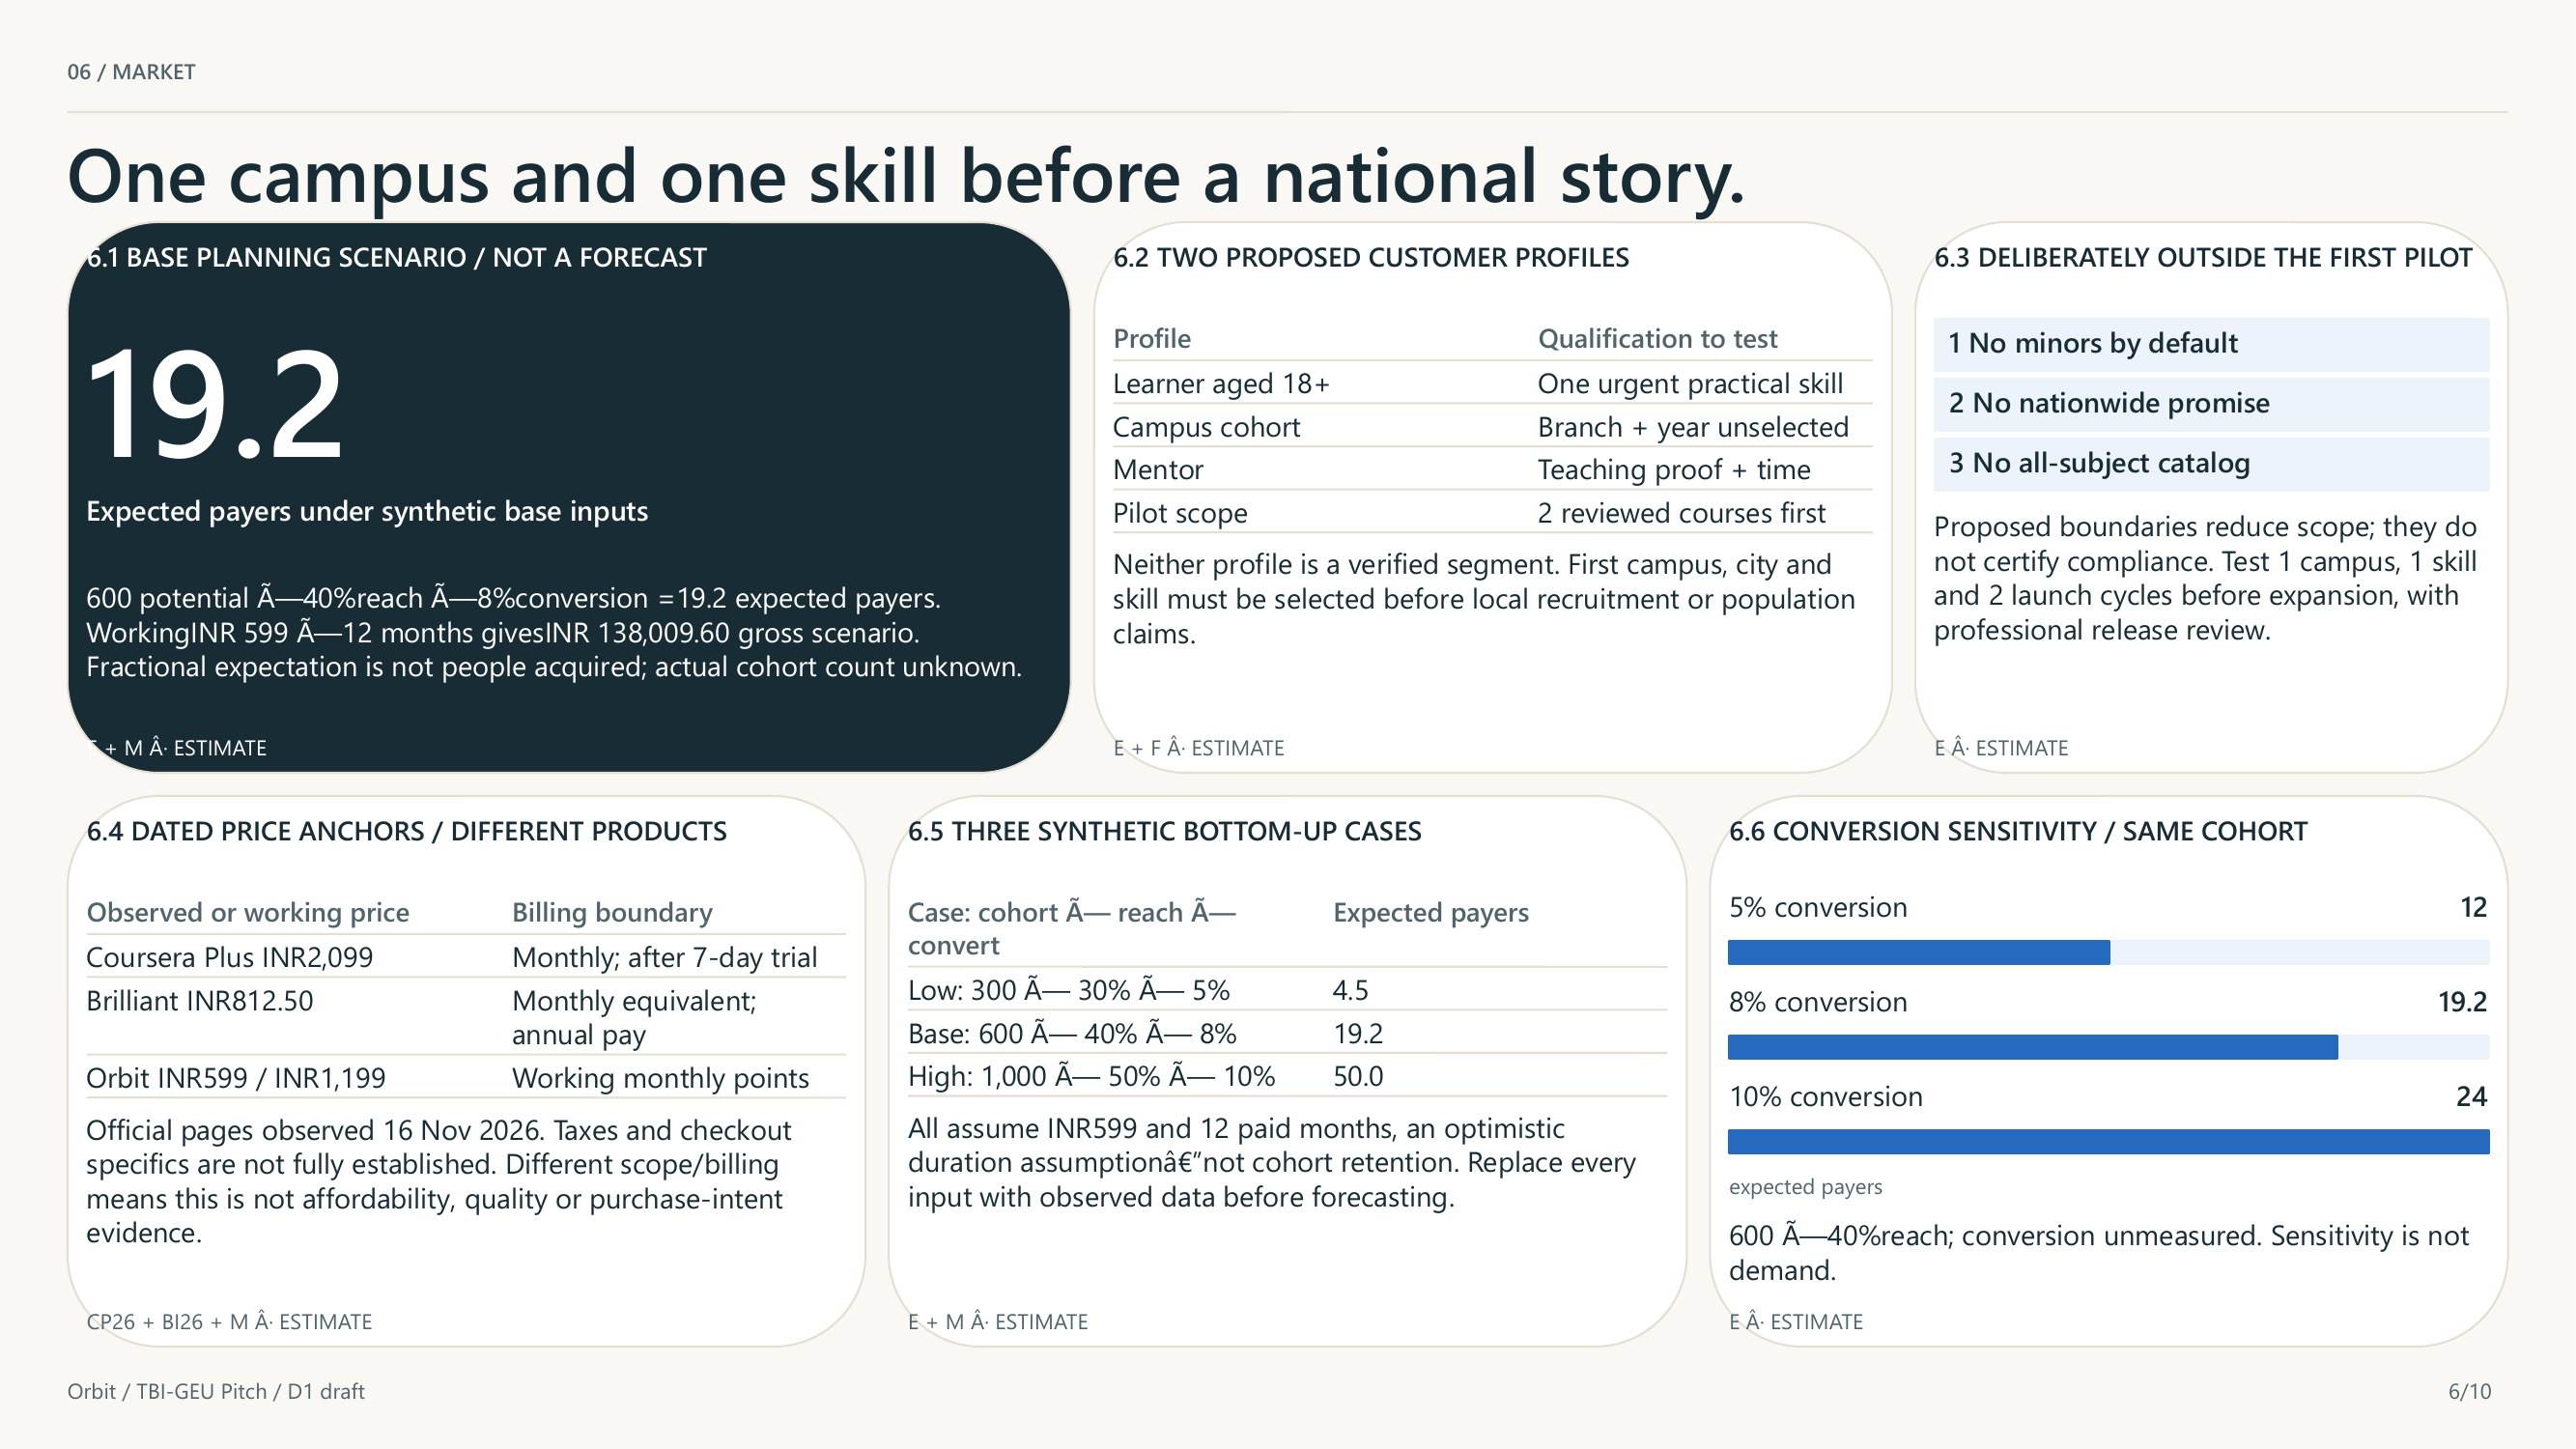 06 / MARKET
One campus and one skill before a national story.
6.1 BASE PLANNING SCENARIO / NOT A FORECAST
19.2
Expected payers under synthetic base inputs
600 potential Ã—40%reach Ã—8%conversion =19.2 expected payers.
WorkingINR 599 Ã—12 months givesINR 138,009.60 gross scenario.
Fractional expectation is not people acquired; actual cohort count unknown.
E + M Â· ESTIMATE
6.2 TWO PROPOSED CUSTOMER PROFILES
Profile Qualification to test
Learner aged 18+ One urgent practical skill
Campus cohort Branch + year unselected
Mentor Teaching proof + time
Pilot scope 2 reviewed courses first
Neither profile is a verified segment. First campus, city and
skill must be selected before local recruitment or population
claims.
E + F Â· ESTIMATE
6.3 DELIBERATELY OUTSIDE THE FIRST PILOT
1 No minors by default
2 No nationwide promise
3 No all-subject catalog
Proposed boundaries reduce scope; they do
not certify compliance. Test 1 campus, 1 skill
and 2 launch cycles before expansion, with
professional release review.
E Â· ESTIMATE
6.4 DATED PRICE ANCHORS / DIFFERENT PRODUCTS
Observed or working price Billing boundary
Coursera Plus INR2,099 Monthly; after 7-day trial
Brilliant INR812.50 Monthly equivalent;
annual pay
Orbit INR599 / INR1,199 Working monthly points
Official pages observed 16 Nov 2026. Taxes and checkout
specifics are not fully established. Different scope/billing
means this is not affordability, quality or purchase-intent
evidence.
CP26 + BI26 + M Â· ESTIMATE
6.5 THREE SYNTHETIC BOTTOM-UP CASES
Case: cohort Ã— reach Ã— Expected payers
convert
Low: 300 Ã— 30% Ã— 5% 4.5
Base: 600 Ã— 40% Ã— 8% 19.2
High: 1,000 Ã— 50% Ã— 10% 50.0
All assume INR599 and 12 paid months, an optimistic
duration assumptionâ€”not cohort retention. Replace every
input with observed data before forecasting.
E + M Â· ESTIMATE
6.6 CONVERSION SENSITIVITY / SAME COHORT
5% conversion 12
8% conversion 19.2
10% conversion 24
expected payers
600 Ã—40%reach; conversion unmeasured. Sensitivity is not
demand.
E Â· ESTIMATE
Orbit / TBI-GEU Pitch / D1 draft
6/10